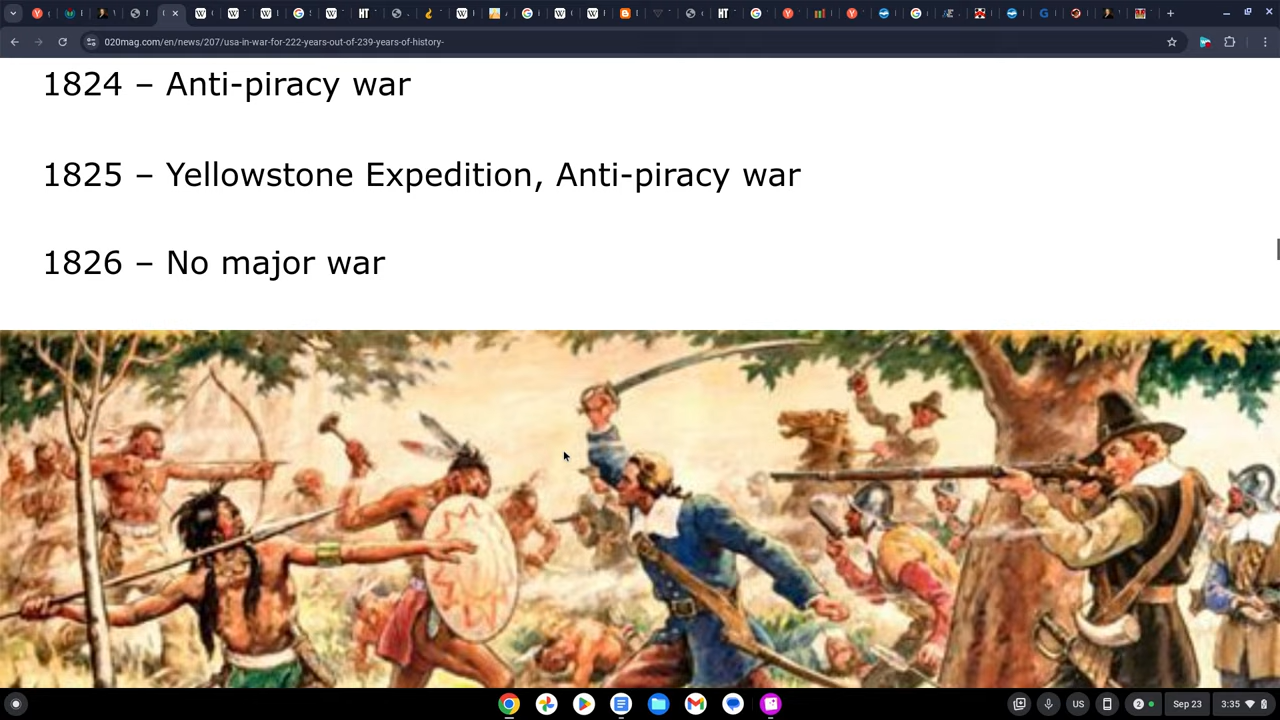 020mag.com/en/news/207/usa-in-war-for-222-years-out-of-239-years-of-history-
1824 – Anti-piracy war
1825 – Yellowstone Expedition, Anti-piracy war
1826 – No major war
US
2
Sep 23
3:35